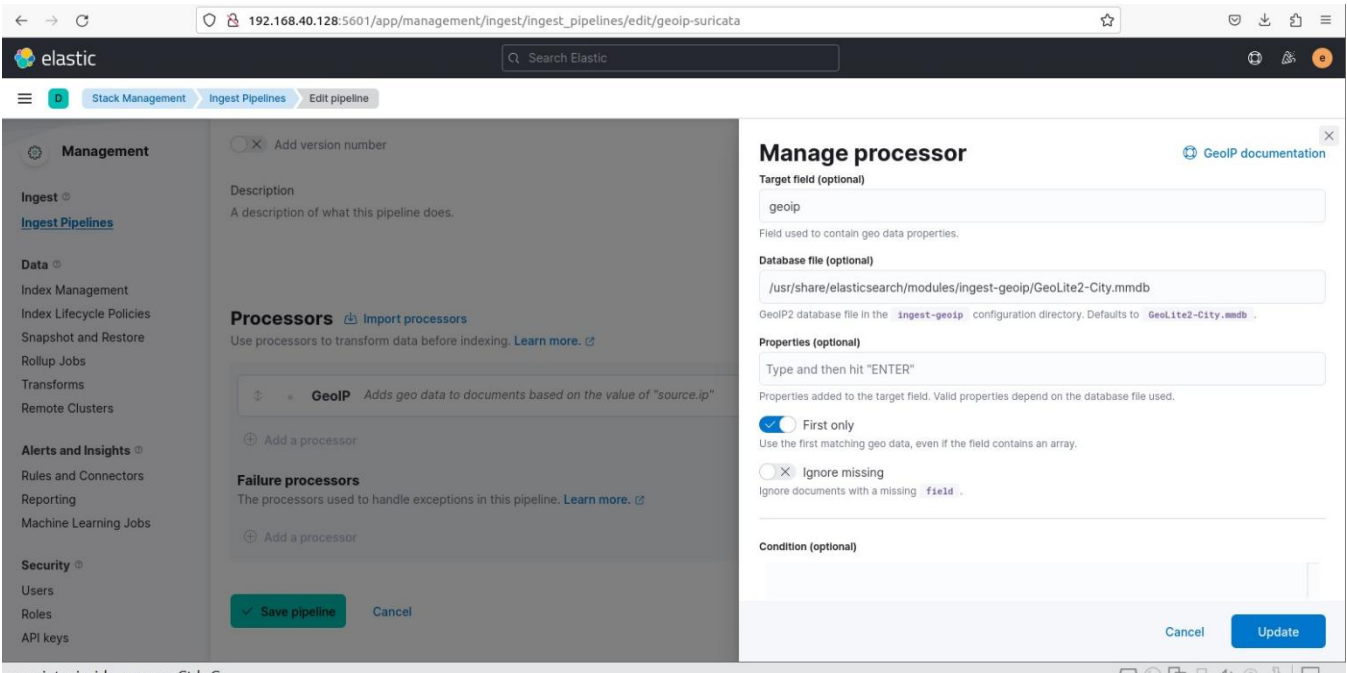 192.168.40.128:5601/app/management/ingest/ingest_pipelines/edit/geoip-suricata
elastic
Search Elastic
e
D
Stack Management
Ingest Pipelines
Edit pipeline
Management
Ingest
Ingest Pipelines
Data
Index Management
Index Lifecycle Policies
Snapshot and Restore
Rollup Jobs
Transforms
Remote Clusters
Alerts and Insights
Rules and Connectors
Reporting
Machine Learning Jobs
Security
Users
Roles
API keys
Add version number
Description
A description of what this pipeline does.
Processors Import processors
Use processors to transform data before indexing. Learn more.
GeoIP Adds geo data to documents based on the value of "source.ip"
Add a processor
Failure processors
The processors used to handle exceptions in this pipeline. Learn more.
Add a processor
Save pipeline Cancel
Manage processor
GeoIP documentation
Target field (optional)
geoip
Field used to contain geo data properties.
Database file (optional)
/usr/share/elasticsearch/modules/ingest-geoip/GeoLite2-City.mmdb
GeoIP2 database file in the ingest-geoip configuration directory. Defaults to GeoLite2-City.mmdb .
Properties (optional)
Type and then hit "ENTER"
Properties added to the target field. Valid properties depend on the database file used.
First only
Use the first matching geo data, even if the field contains an array.
Ignore missing
Ignore documents with a missing field .
Condition (optional)
Cancel Update